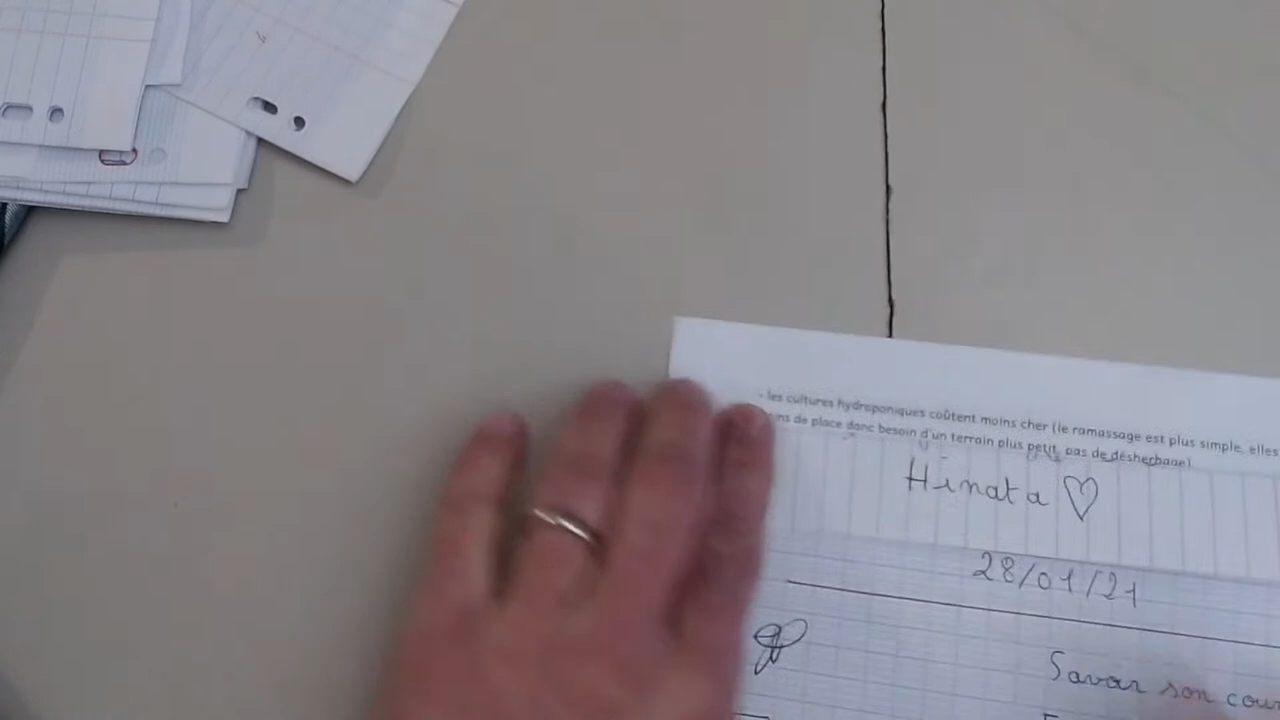 - les cultures hydroponiques coûtent moins cher (le ramassage est plus simple, elles
de place donc besoin d'un terrain plus petit, pas de désherbage)
Hinata ♡
28/01/21
Savoir son